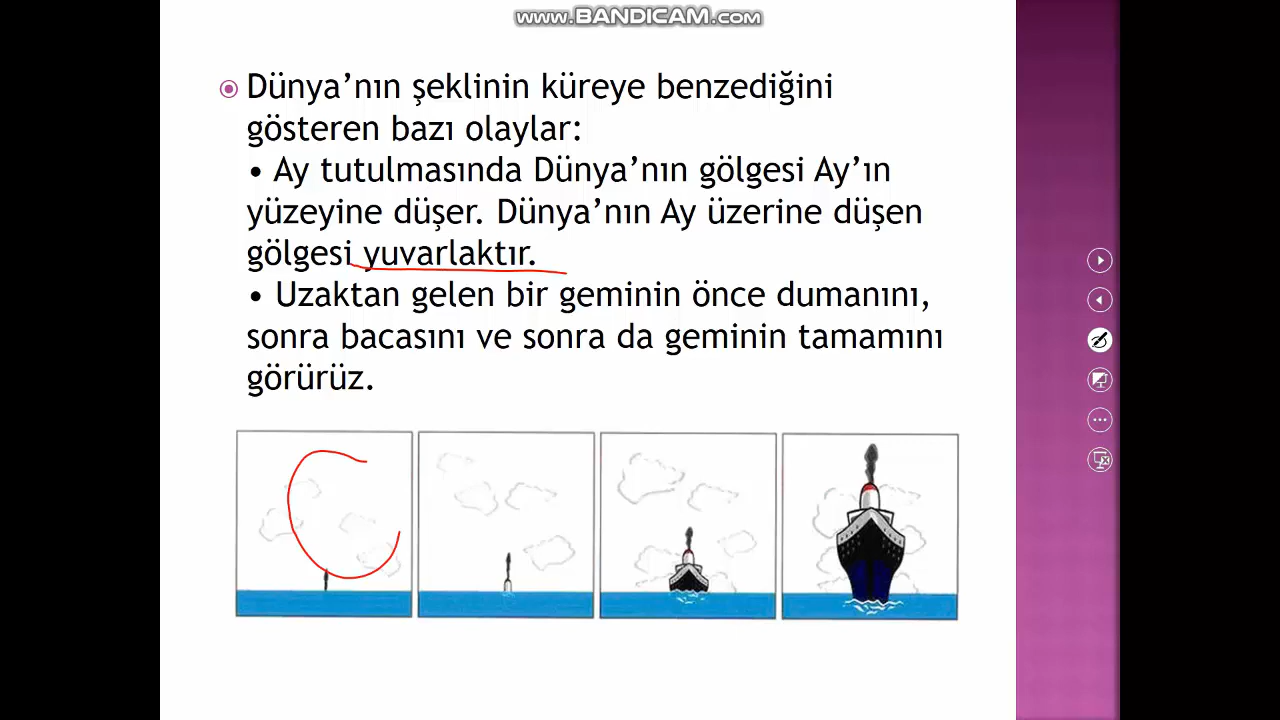 www.BANDICAM.com
Dünya’nın şeklinin küreye benzediğini
gösteren bazı olaylar:
• Ay tutulmasında Dünya’nın gölgesi Ay’ın
yüzeyine düşer. Dünya’nın Ay üzerine düşen
gölgesi yuvarlaktır.
• Uzaktan gelen bir geminin önce dumanını,
sonra bacasını ve sonra da geminin tamamını
görürüz.